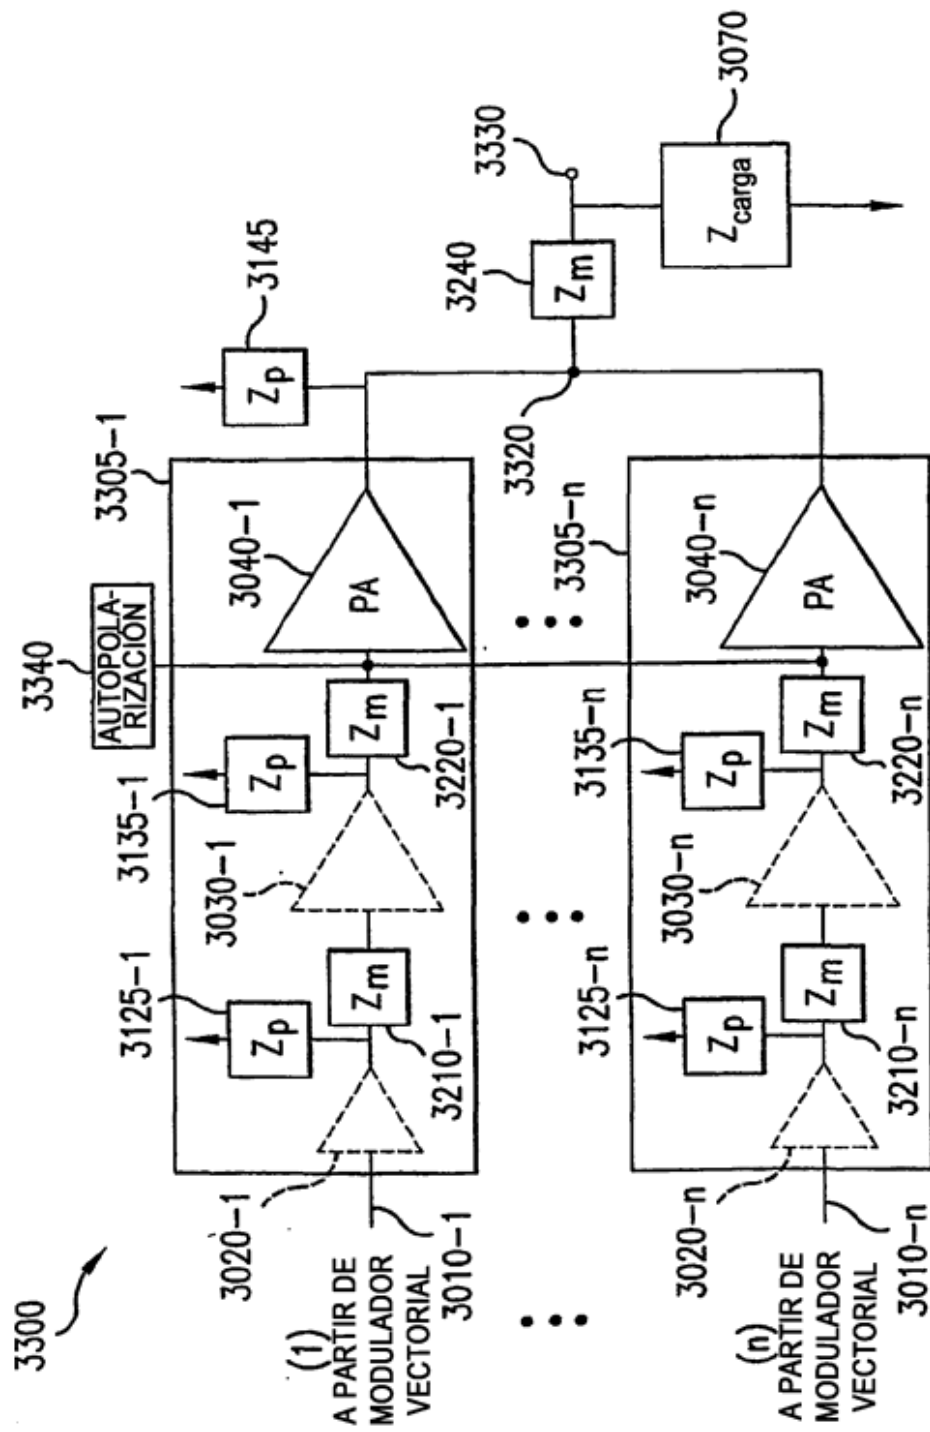 3300
3340
AUTOPOLA-
RIZACIÓN
3305-1
3145
Zp
3125-1
Zp
3135-1
Zp
3020-1
3030-1
3040-1
(1)
A PARTIR DE
MODULADOR
VECTORIAL
3010-1
Zm
3210-1
Zm
3220-1
PA
3320
3240
Zm
3330
3070
Zcarga
3305-n
3125-n
Zp
3135-n
Zp
3020-n
3030-n
3040-n
(n)
A PARTIR DE
MODULADOR
VECTORIAL
3010-n
Zm
3210-n
Zm
3220-n
PA